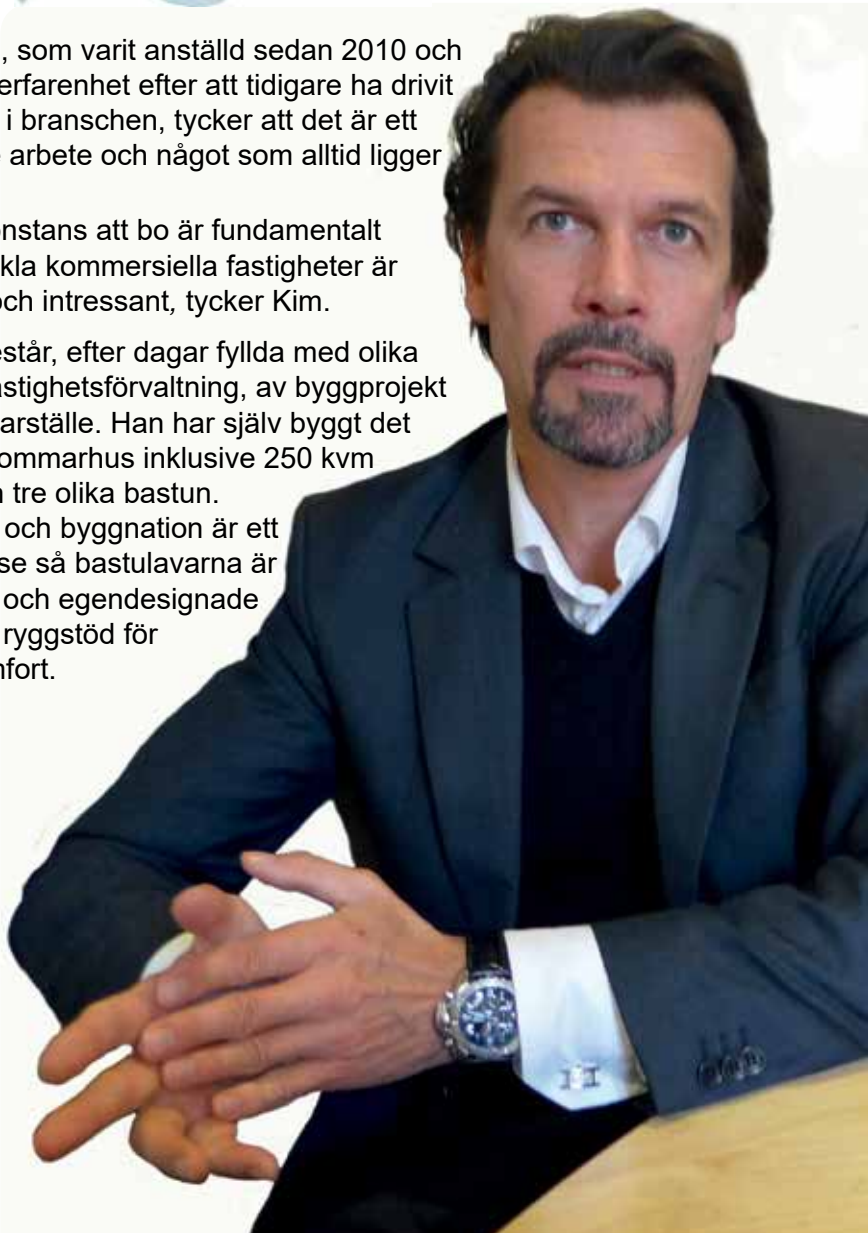 , som varit anställd sedan 2010 och
erfarenhet efter att tidigare ha drivit
i branschen, tycker att det är ett
arbete och något som alltid ligger
nstans att bo är fundamentalt
kla kommersiella fastigheter är
och intressant, tycker Kim.
estår, efter dagar fyllda med olika
astighetsförvaltning, av byggprojekt
arställe. Han har själv byggt det
ommarhus inklusive 250 kvm
tre olika bastun.
och byggnation är ett
se så bastulavarna är
och egendesignade
ryggstöd för
nfort.